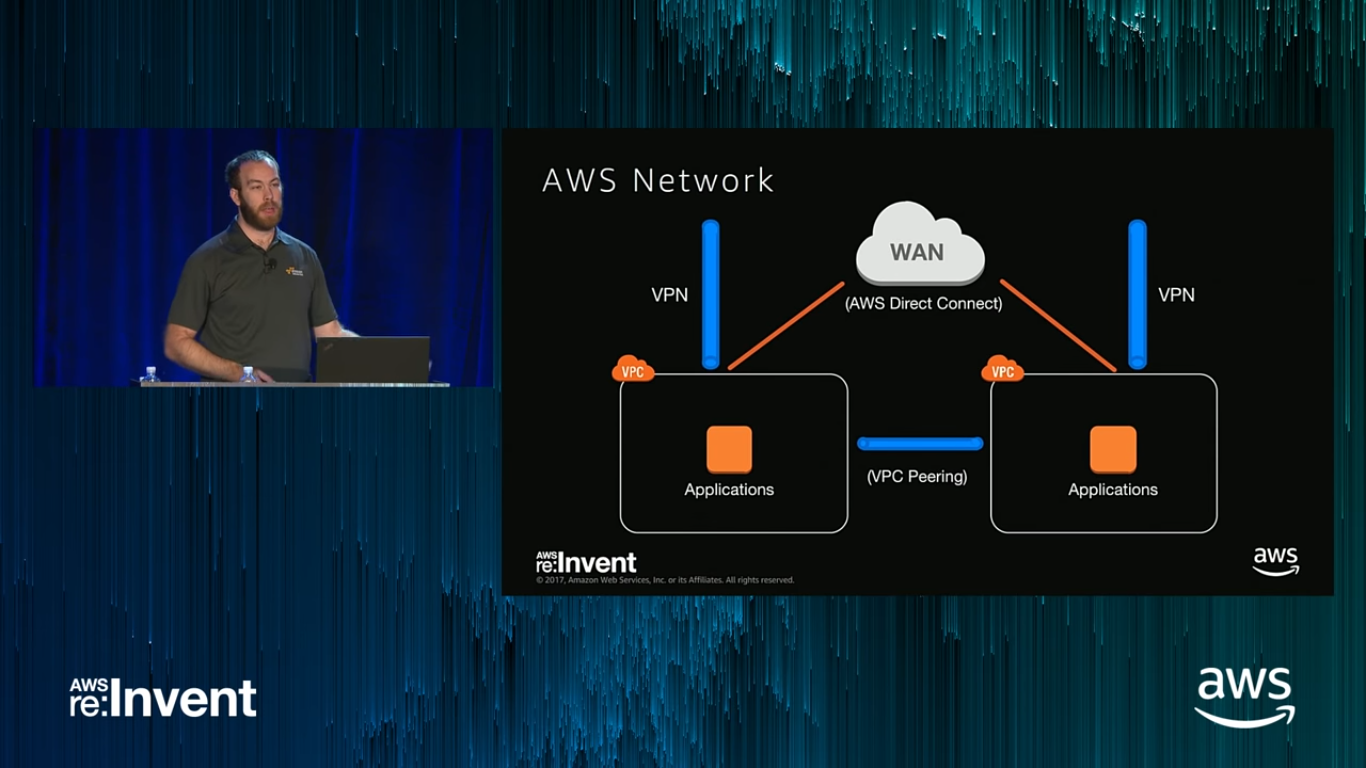 AWS Network
WAN
(AWS Direct Connect)
VPN
VPN
VPC
VPC
Applications
(VPC Peering)
Applications
AWS
re:Invent
© 2017, Amazon Web Services, Inc. or its Affiliates. All rights reserved.
aws
AWS
re:Invent
aws